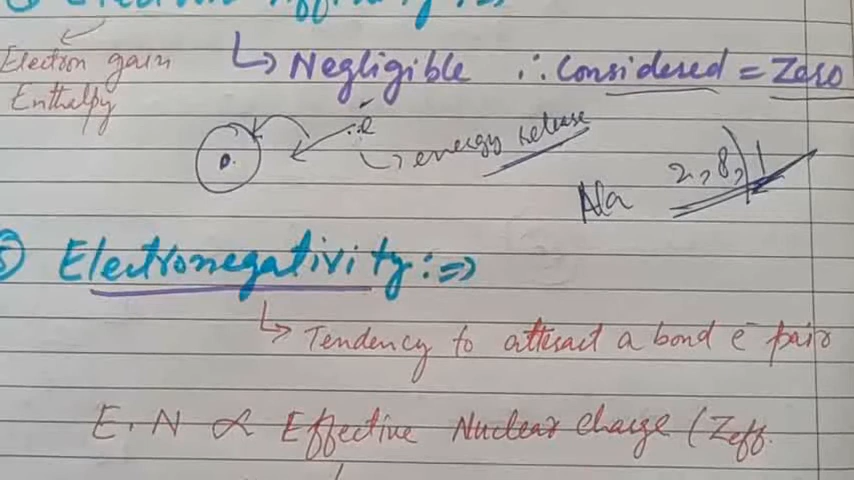 Electron gain
Enthalpy
↳ Negligible ∴ Considered = Zero
e⁻
↳ energy release
Na 2, 8, 1
5) Electronegativity :⇒
↳ Tendency to attract a bond e⁻ pair
E.N ∝ Effective Nuclear charge (Zeff.